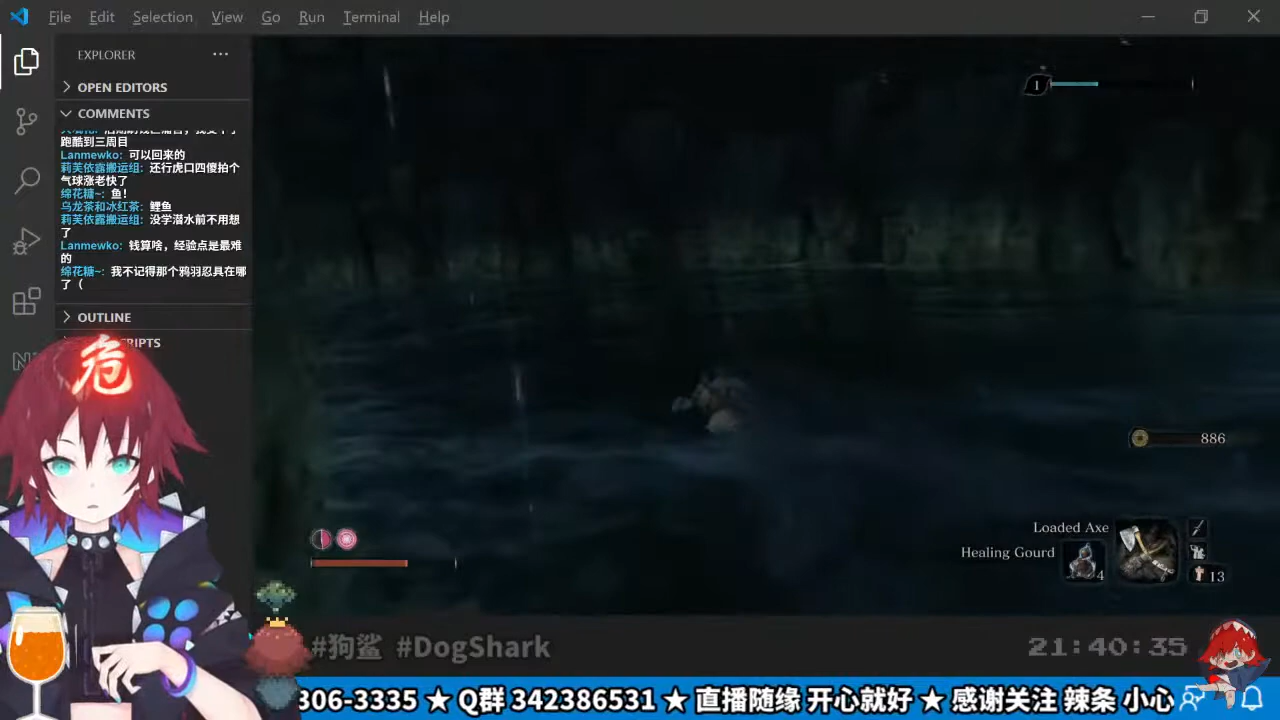 File Edit Selection View Go Run Terminal Help
EXPLORER
OPEN EDITORS
COMMENTS
跑酷到三周目
Lanmewko: 可以回来的
莉芙依露搬运组: 还行虎口四傻拍个
气球涨老快了
绵花糖~: 鱼!
乌龙茶和冰红茶: 鲤鱼
莉芙依露搬运组: 没学潜水前不用想
了
Lanmewko: 钱算啥，经验点是最难
的
绵花糖~: 我不记得那个鸦羽忍具在哪
了（
OUTLINE
危
1
886
Loaded Axe
Healing Gourd
4
13
#狗鲨 #DogShark
21:40:35
306-3335 ★ Q群 342386531 ★ 直播随缘 开心就好 ★ 感谢关注 辣条 小心